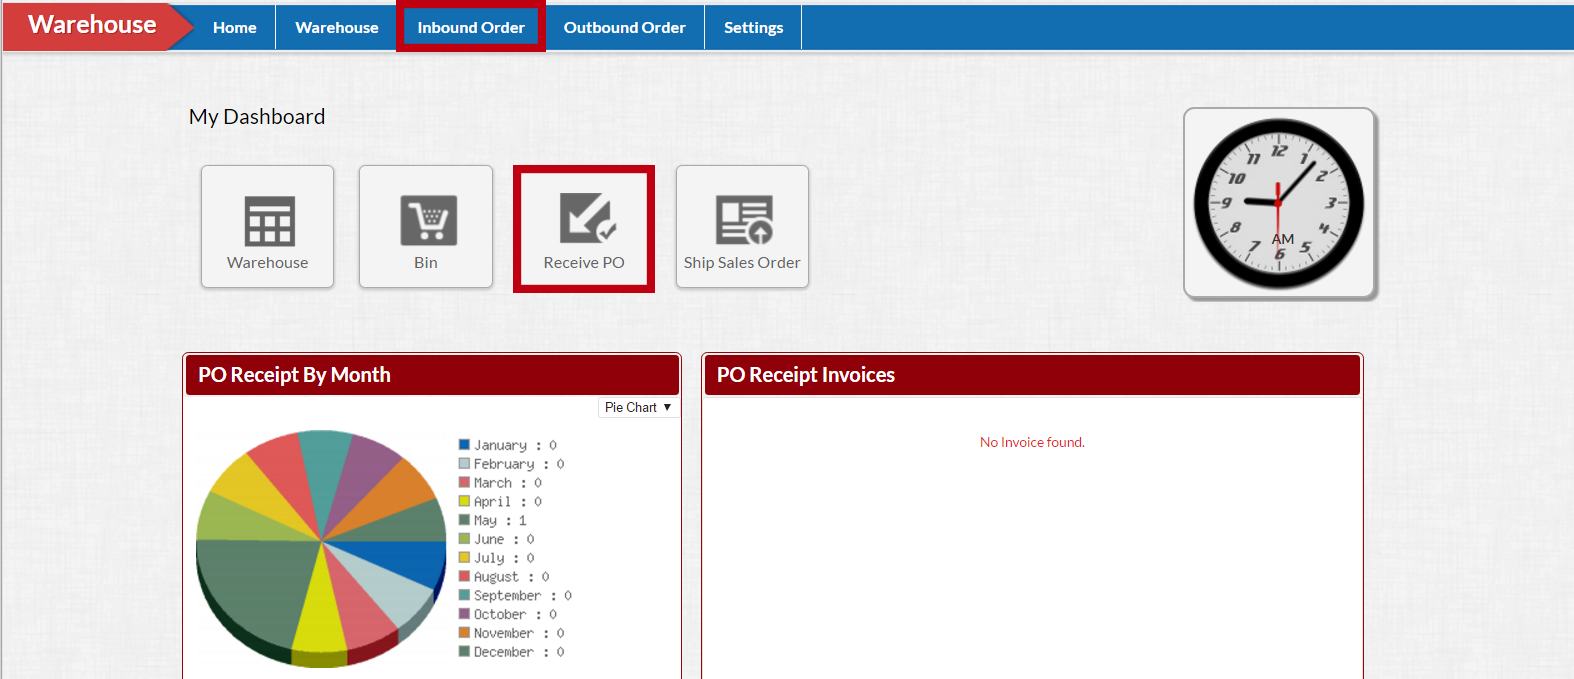 Warehouse Home Warehouse Inbound Order Outbound Order Settings
My Dashboard
Warehouse
Bin
Receive PO
Ship Sales Order
12
1
2
3
4
5
6
7
8
9
10
11
AM
PO Receipt By Month
Pie Chart ▼
January : 0
February : 0
March : 0
April : 0
May : 1
June : 0
July : 0
August : 0
September : 0
October : 0
November : 0
December : 0
PO Receipt Invoices
No Invoice found.